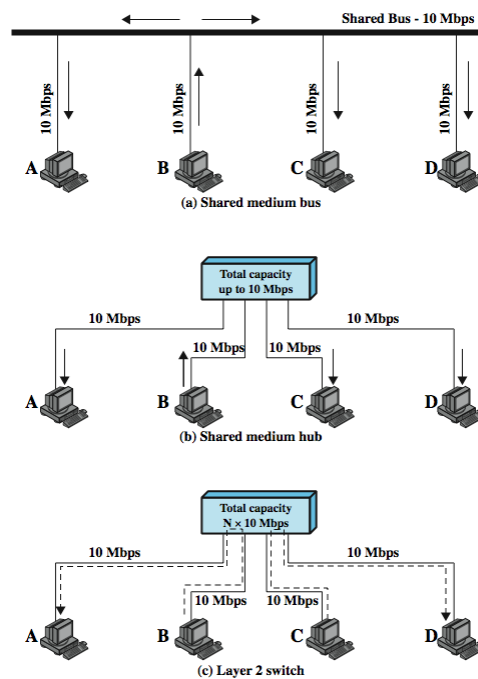 Shared Bus - 10 Mbps
10 Mbps
10 Mbps
10 Mbps
10 Mbps
A
B
C
D
(a) Shared medium bus
Total capacity
up to 10 Mbps
10 Mbps
10 Mbps
10 Mbps
10 Mbps
A
B
C
D
(b) Shared medium hub
Total capacity
N × 10 Mbps
10 Mbps
10 Mbps
10 Mbps
10 Mbps
A
B
C
D
(c) Layer 2 switch